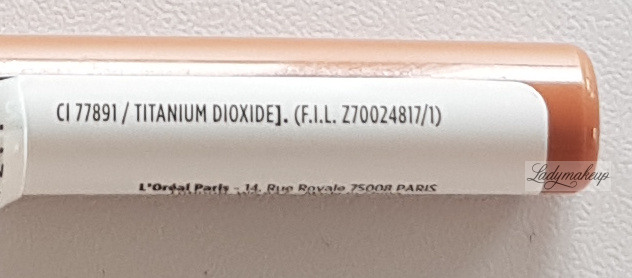 CI 77891 / TITANIUM DIOXIDE]. (F.I.L. Z70024817/1)
L'Oréal Paris - 14, Rue Royale 75008 PARIS
Ladymakeup